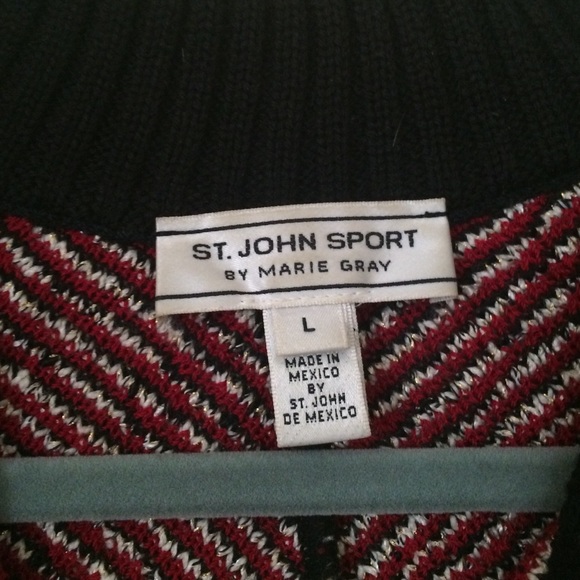 ST. JOHN SPORT
BY MARIE GRAY
L
MADE IN
MEXICO
BY
ST. JOHN
DE MEXICO